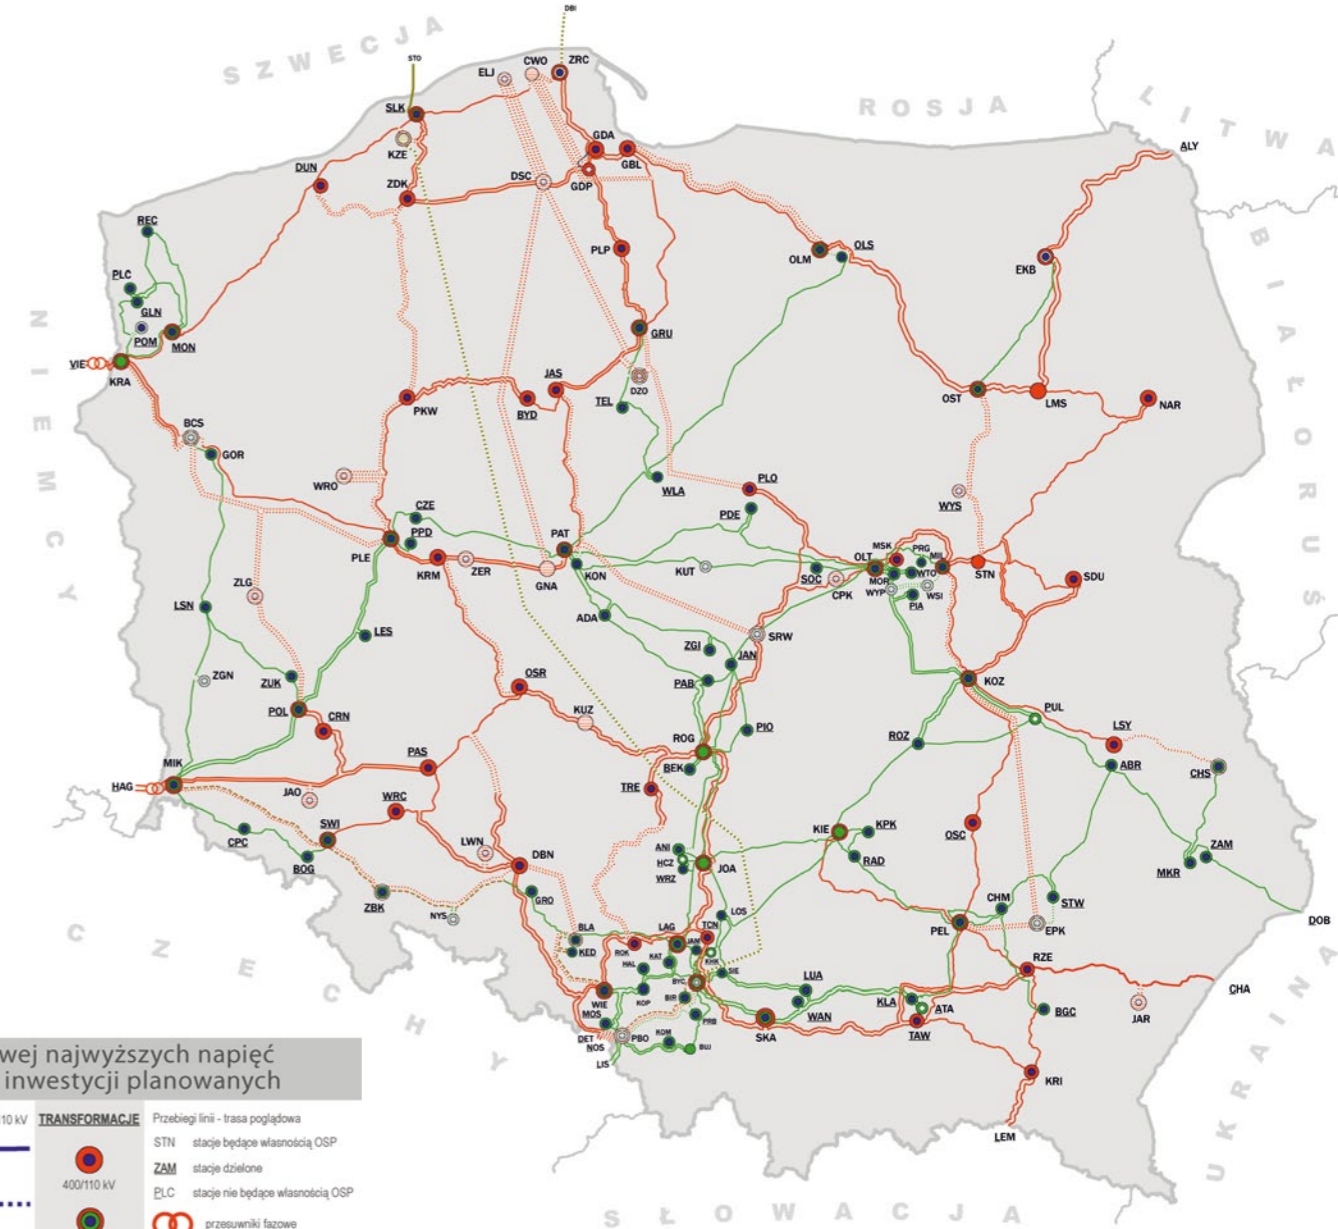 DBI
SZWECJA
STO
ELJ
CWO
ZRC
ROSJA
LITWA
SLK
KZE
GDA
GBL
ALY
DUN
ZDK
DSC
GDP
REC
PLP
OLM
OLS
BIAŁORUŚ
EKB
PLC
GLN
POM
MON
GRU
NIEMCY
VIE
KRA
JAS
DZO
PKW
BYD
TEL
OST
LMS
NAR
BCS
GOR
WRO
WLA
PLO
WYS
CZE
PPD
PDE
PLE
PAT
OLT
MSK
PRG
MIL
KRM
ZER
GNA
KON
KUT
SOC
CPK
MOR
WTO
STN
SDU
WYP
WSI
PIA
ZLG
LSN
LES
ADA
SRW
ZGI
JAN
ZGN
ZUK
OSR
PAB
KOZ
POL
CRN
KUZ
PUL
LSY
PIO
ROG
ROZ
MIK
PAS
BEK
ABR
CHS
HAG
JAO
WRC
TRE
SWI
CPC
BOG
LWN
DBN
ANI
HCZ
WRZ
JOA
KIE
KPK
RAD
OSC
ZAM
MKR
ZBK
NYS
GRO
CHM
STW
DOB
BLA
KED
LAG
LOS
TCN
PEL
EPK
CZECHY
ROK
KAT
JAM
HAL
KHK
BYC
SIE
RZE
CHA
WIE
KOP
BIR
LUA
WAN
KLA
ATA
BGC
JAR
MOS
PRB
SKA
TAW
DET
NOS
PBO
KOM
BUJ
LIS
KRI
LEM
UKRAINA
SŁOWACJA
wej najwyższych napięć
inwestycji planowanych
10 kV
TRANSFORMACJE
400/110 kV
Przebiegi linii - trasa poglądowa
STN stacje będące własnością OSP
ZAM stacje dzielone
PLC stacje nie będące własnością OSP
przesuwniki fazowe